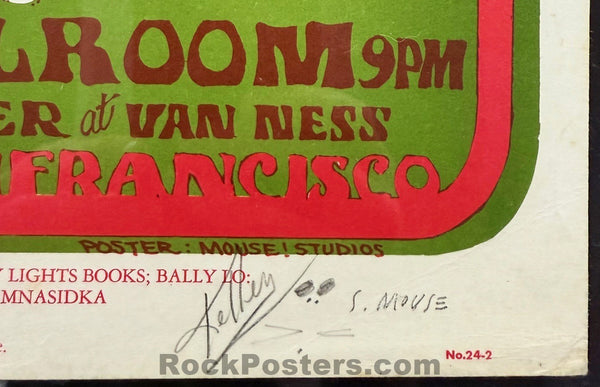 LROOM 9PM
ER at VAN NESS
FRANCISCO
POSTER: MOUSE! STUDIOS
Y LIGHTS BOOKS; BALLY LO:
MNASIDKA
Kelley
S. MOUSE
e.
No.24-2
RockPosters.com